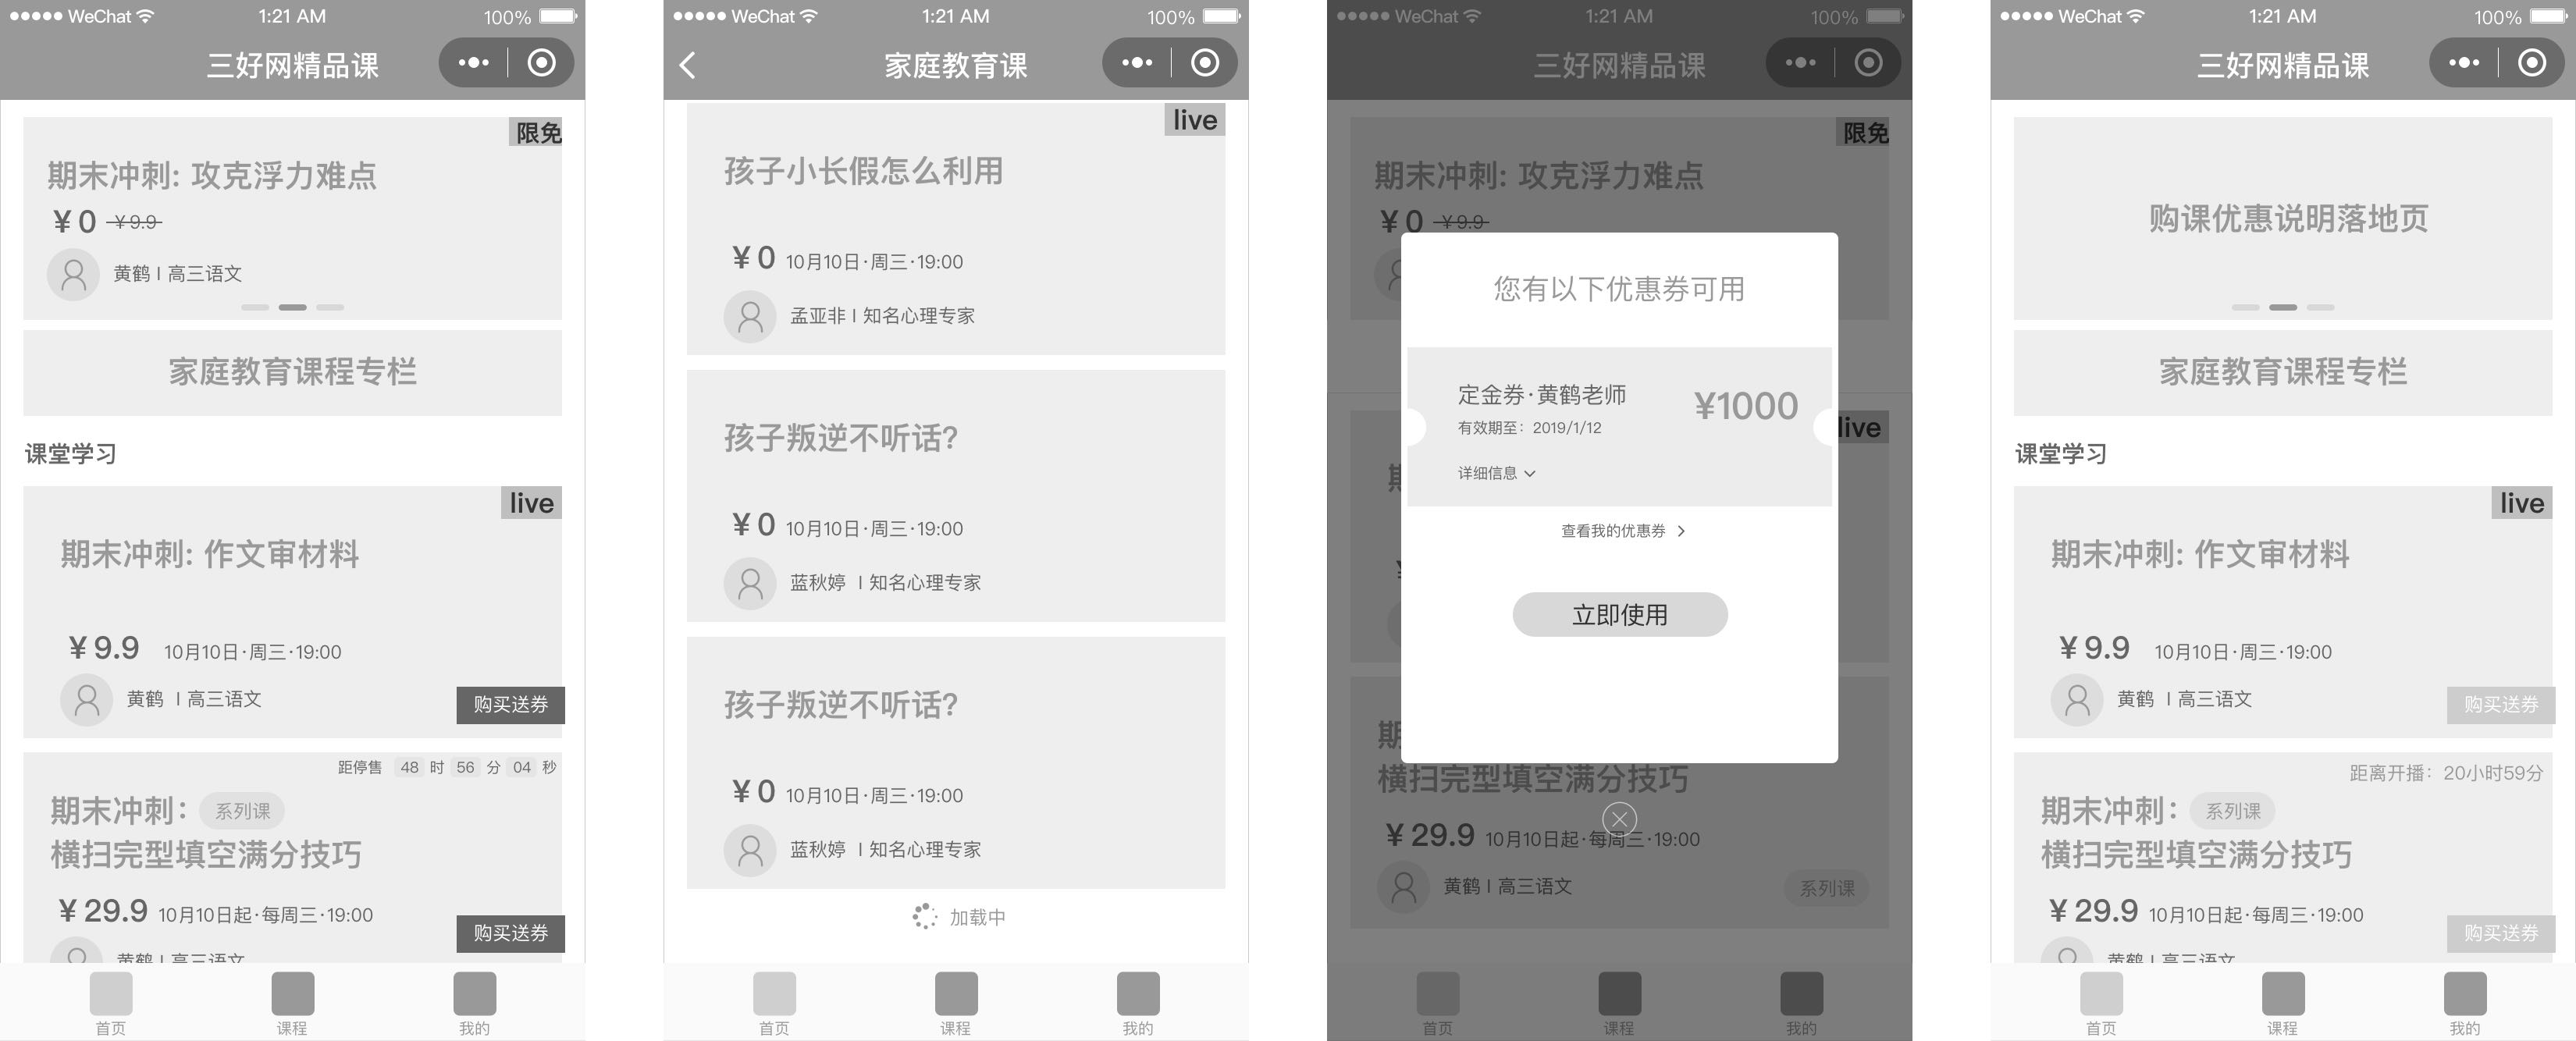 WeChat 1:21 AM 100%
三好网精品课
限免
期末冲刺: 攻克浮力难点
¥ 0 ¥ 9.9
黄鹤 | 高三语文
家庭教育课程专栏
课堂学习
live
期末冲刺: 作文审材料
¥ 9.9 10月10日·周三·19:00
黄鹤 | 高三语文
购买送券
距停售 48 时 56 分 04 秒
期末冲刺： 系列课
横扫完型填空满分技巧
¥ 29.9 10月10日起·每周三·19:00
购买送券
黄鹤 | 高三语文
首页 课程 我的
WeChat 1:21 AM 100%
家庭教育课
live
孩子小长假怎么利用
¥ 0 10月10日·周三·19:00
孟亚非 | 知名心理专家
孩子叛逆不听话?
¥ 0 10月10日·周三·19:00
蓝秋婷 | 知名心理专家
孩子叛逆不听话?
¥ 0 10月10日·周三·19:00
蓝秋婷 | 知名心理专家
加载中
首页 课程 我的
WeChat 1:21 AM 100%
三好网精品课
限免
期末冲刺: 攻克浮力难点
¥ 0 ¥ 9.9
您有以下优惠券可用
定金券·黄鹤老师
¥1000
有效期至：2019/1/12
live
详细信息
查看我的优惠券
立即使用
横扫完型填空满分技巧
¥ 29.9 10月10日起·每周三·19:00
黄鹤 | 高三语文
系列课
首页 课程 我的
WeChat 1:21 AM 100%
三好网精品课
购课优惠说明落地页
家庭教育课程专栏
课堂学习
live
期末冲刺: 作文审材料
¥ 9.9 10月10日·周三·19:00
黄鹤 | 高三语文
购买送券
距离开播：20小时59分
期末冲刺： 系列课
横扫完型填空满分技巧
¥ 29.9 10月10日起·每周三·19:00
购买送券
黄鹤 | 高三语文
首页 课程 我的